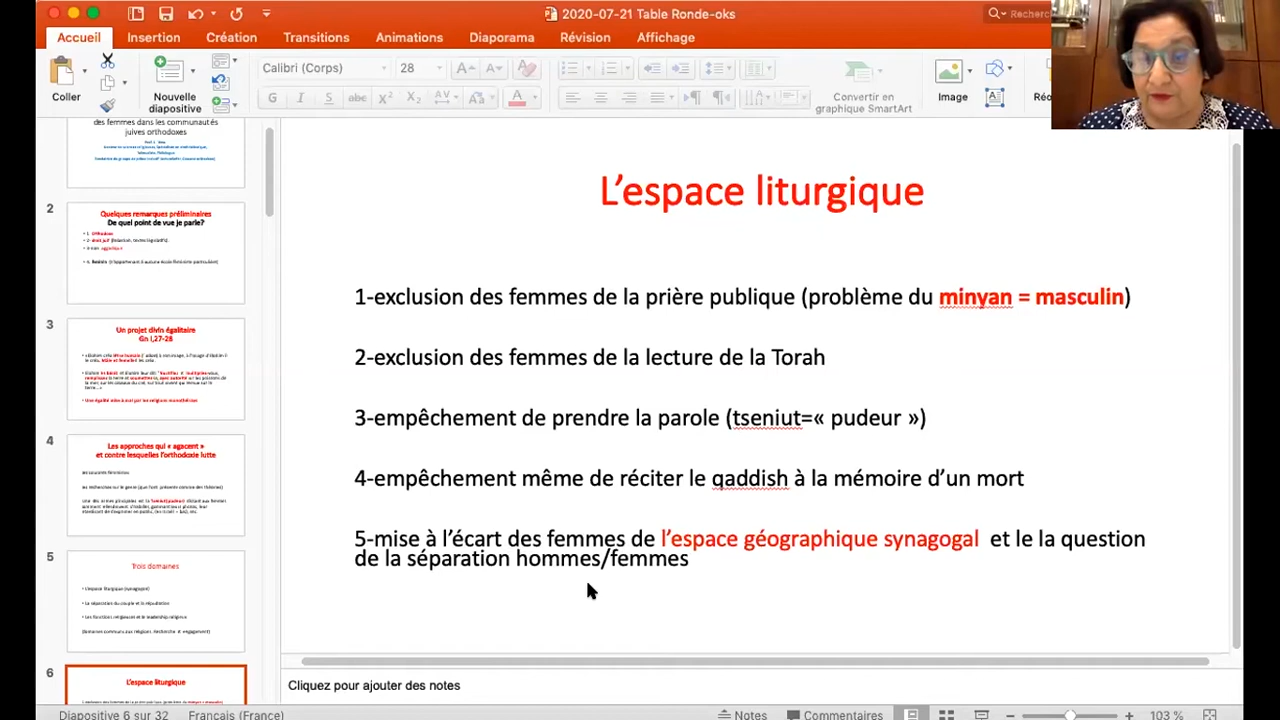 2020-07-21 Table Ronde-oks
Accueil Insertion Création Transitions Animations Diaporama Révision Affichage
Coller
Nouvelle
diapositive
Calibri (Corps) 28
Convertir en
graphique SmartArt
Image
des femmes dans les communautés
juives orthodoxes
2
Quelques remarques préliminaires
De quel point de vue je parle?
3
Un projet divin égalitaire
Gn I,27-28
4
Les approches qui « agacent »
et contre lesquelles l'orthodoxie lutte
5
Trois domaines
6
L'espace liturgique
L'espace liturgique
1-exclusion des femmes de la prière publique (problème du minyan = masculin)
2-exclusion des femmes de la lecture de la Torah
3-empêchement de prendre la parole (tseniut=« pudeur »)
4-empêchement même de réciter le qaddish à la mémoire d'un mort
5-mise à l'écart des femmes de l'espace géographique synagogal et le la question
de la séparation hommes/femmes
Cliquez pour ajouter des notes
Diapositive 6 sur 32 Français (France) Notes Commentaires 103 %